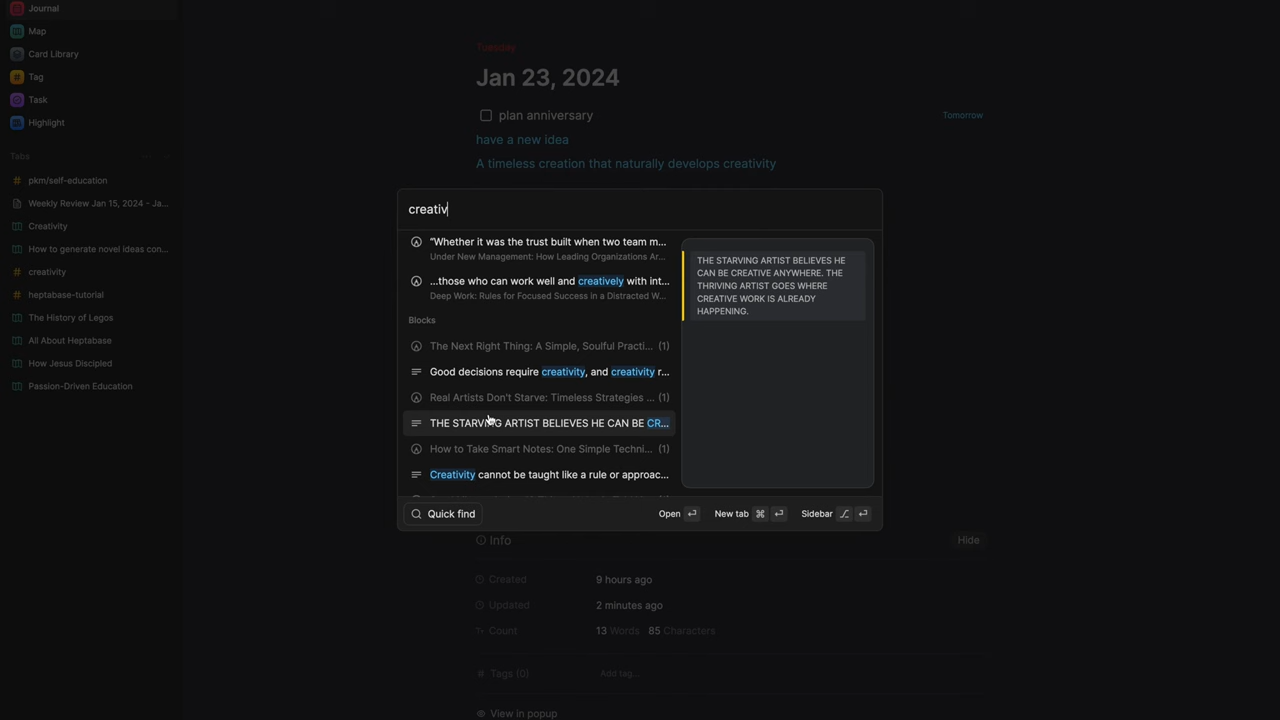 Journal
Map
Card Library
Tag
Task
Highlight
Tabs
pkm/self-education
Weekly Review Jan 15, 2024 - Ja...
Creativity
How to generate novel ideas con...
creativity
heptabase-tutorial
The History of Legos
All About Heptabase
How Jesus Discipled
Passion-Driven Education
Tuesday
Jan 23, 2024
plan anniversary
Tomorrow
have a new idea
A timeless creation that naturally develops creativity
creativ
"Whether it was the trust built when two team m...
Under New Management: How Leading Organizations Ar...
...those who can work well and creatively with int...
Deep Work: Rules for Focused Success in a Distracted W...
Blocks
The Next Right Thing: A Simple, Soulful Practi... (1)
Good decisions require creativity, and creativity r...
Real Artists Don't Starve: Timeless Strategies ... (1)
THE STARVING ARTIST BELIEVES HE CAN BE CR...
How to Take Smart Notes: One Simple Techni... (1)
Creativity cannot be taught like a rule or approac...
THE STARVING ARTIST BELIEVES HE
CAN BE CREATIVE ANYWHERE. THE
THRIVING ARTIST GOES WHERE
CREATIVE WORK IS ALREADY
HAPPENING.
Quick find
Open
New tab
Sidebar
Info
Hide
Created
9 hours ago
Updated
2 minutes ago
Count
13 Words 85 Characters
Tags (0)
Add tag...
View in popup